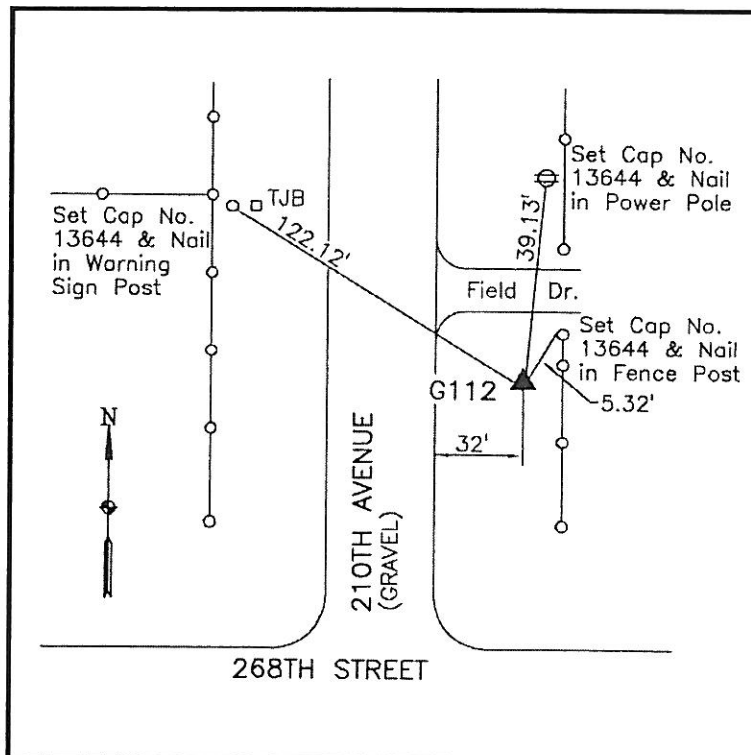 Set Cap No.
13644 & Nail
in Power Pole
TJB
Set Cap No.
13644 & Nail
in Warning
Sign Post
122.12'
39.13'
Field Dr.
Set Cap No.
13644 & Nail
in Fence Post
G112
5.32'
32'
N
210TH AVENUE
(GRAVEL)
268TH STREET